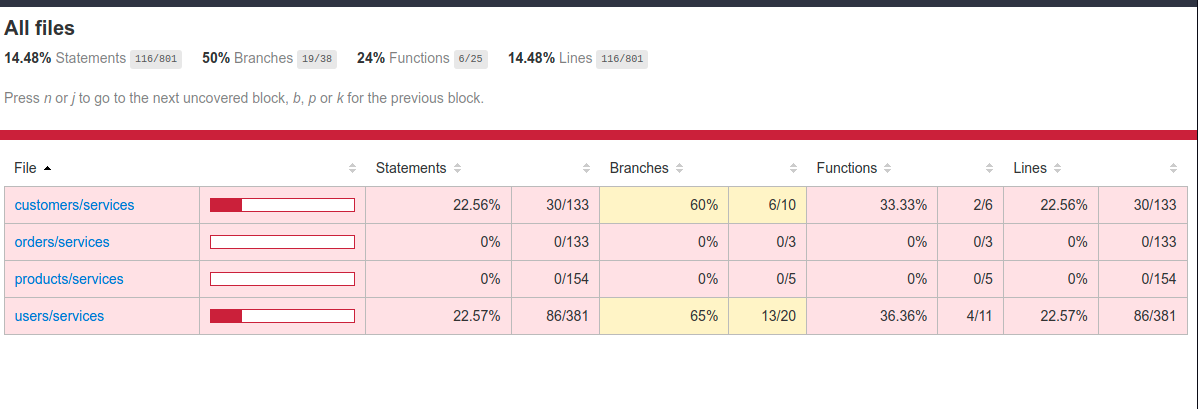 All files
14.48% Statements 116/801 50% Branches 19/38 24% Functions 6/25 14.48% Lines 116/801
Press n or j to go to the next uncovered block, b, p or k for the previous block.
File Statements Branches Functions Lines
customers/services 22.56% 30/133 60% 6/10 33.33% 2/6 22.56% 30/133
orders/services 0% 0/133 0% 0/3 0% 0/3 0% 0/133
products/services 0% 0/154 0% 0/5 0% 0/5 0% 0/154
users/services 22.57% 86/381 65% 13/20 36.36% 4/11 22.57% 86/381